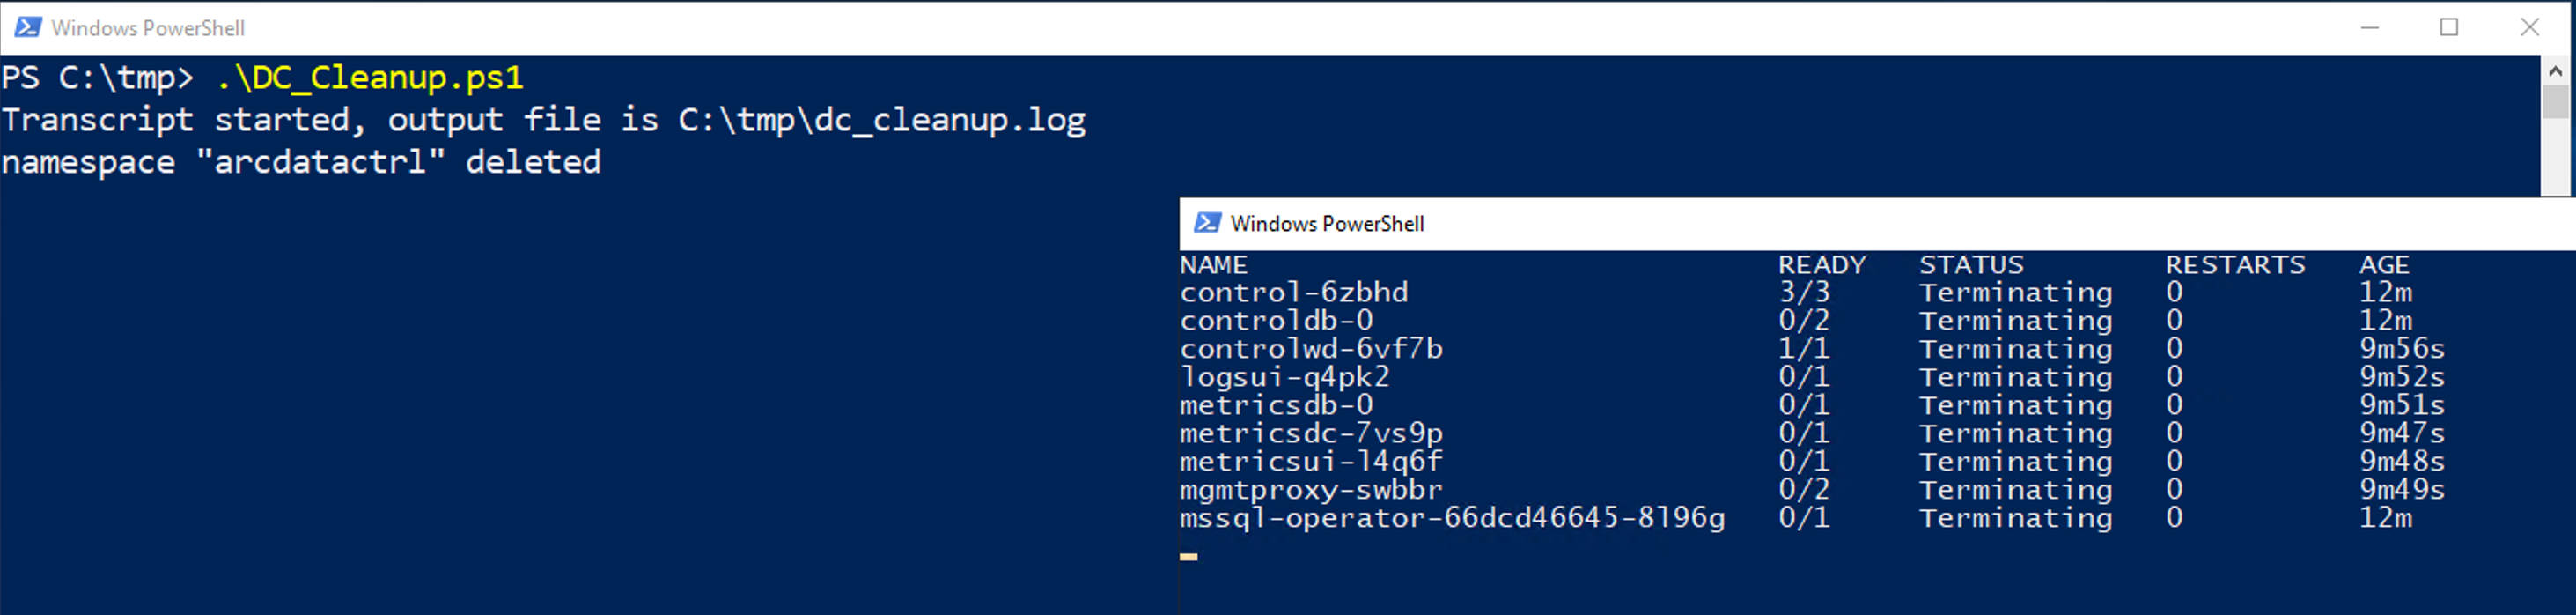 Windows PowerShell
PS C:\tmp> .\DC_Cleanup.ps1
Transcript started, output file is C:\tmp\dc_cleanup.log
namespace "arcdatactrl" deleted
Windows PowerShell
NAME READY STATUS RESTARTS AGE
control-6zbhd 3/3 Terminating 0 12m
controldb-0 0/2 Terminating 0 12m
controlwd-6vf7b 1/1 Terminating 0 9m56s
logsui-q4pk2 0/1 Terminating 0 9m52s
metricsdb-0 0/1 Terminating 0 9m51s
metricsdc-7vs9p 0/1 Terminating 0 9m47s
metricsui-l4q6f 0/1 Terminating 0 9m48s
mgmtproxy-swbbr 0/2 Terminating 0 9m49s
mssql-operator-66dcd46645-8l96g 0/1 Terminating 0 12m